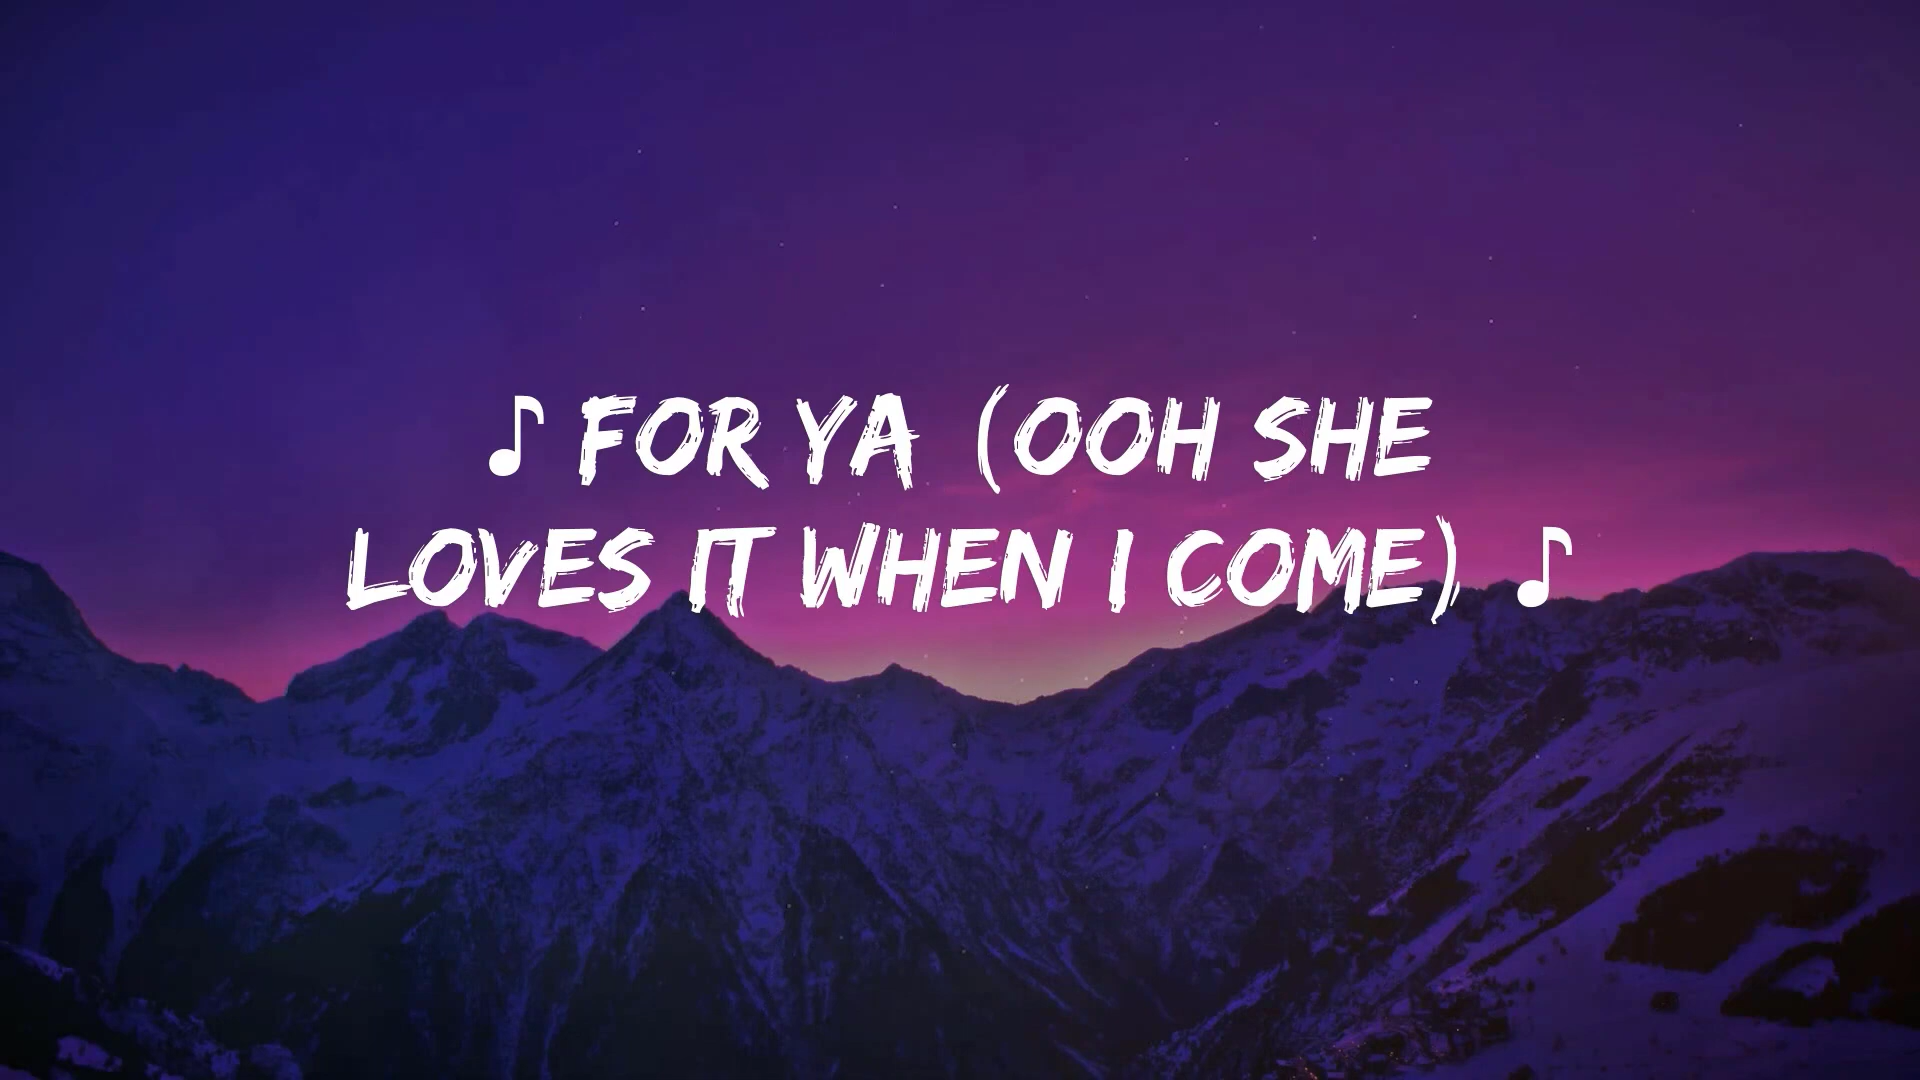 ♪ FOR YA (OOH SHE
LOVES IT WHEN I COME) ♪